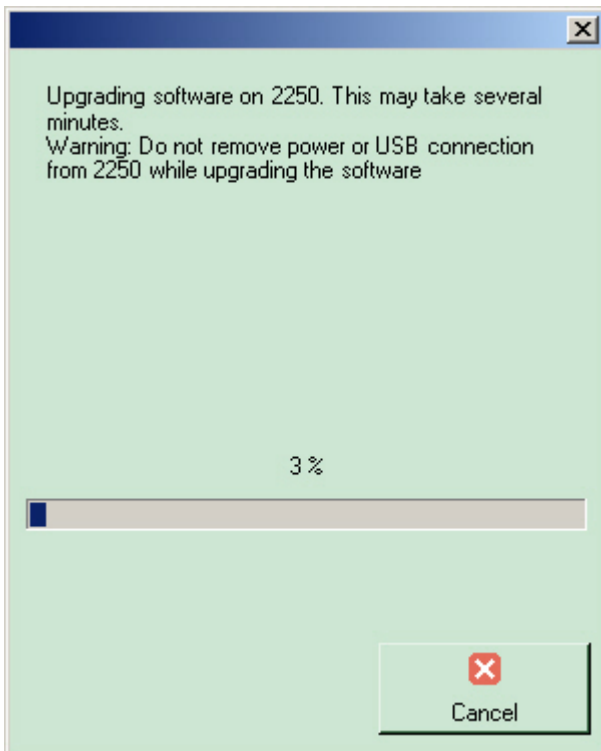 Upgrading software on 2250. This may take several
minutes.
Warning: Do not remove power or USB connection
from 2250 while upgrading the software
3 %
Cancel